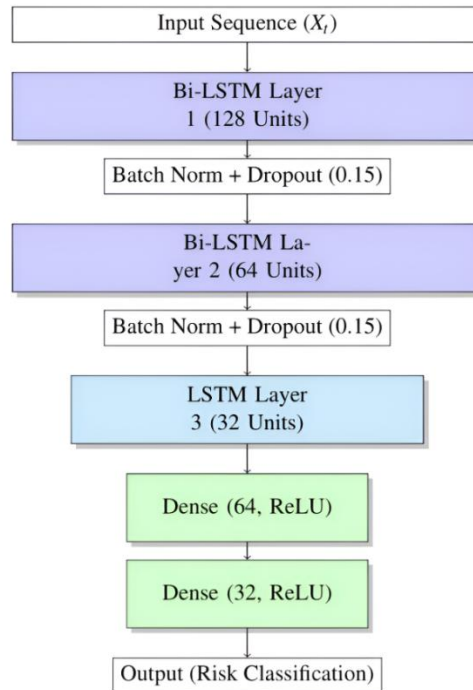 Input Sequence (Xt)
Bi-LSTM Layer
1 (128 Units)
Batch Norm + Dropout (0.15)
Bi-LSTM La-
yer 2 (64 Units)
Batch Norm + Dropout (0.15)
LSTM Layer
3 (32 Units)
Dense (64, ReLU)
Dense (32, ReLU)
Output (Risk Classification)